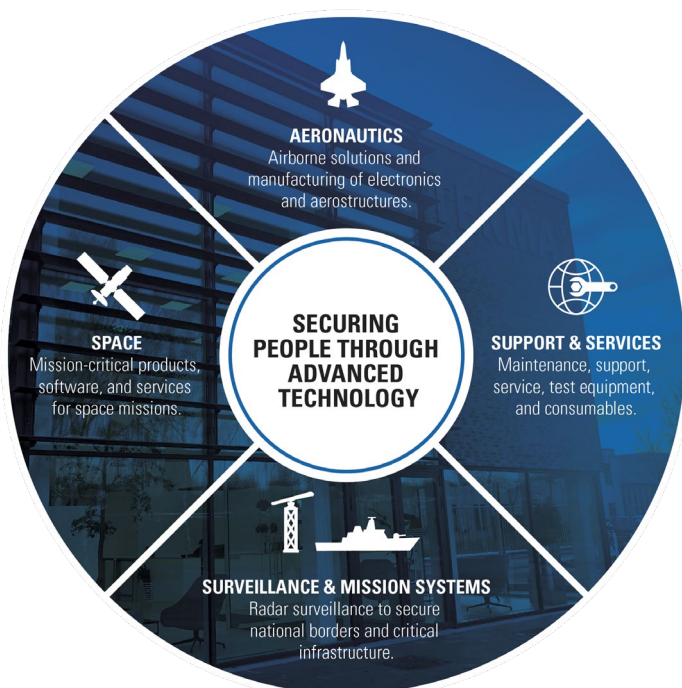 AERONAUTICS
Airborne solutions and
manufacturing of electronics
and aerostructures.
SPACE
Mission-critical products,
software, and services
for space missions.
SECURING
PEOPLE THROUGH
ADVANCED
TECHNOLOGY
SUPPORT & SERVICES
Maintenance, support,
service, test equipment,
and consumables.
SURVEILLANCE & MISSION SYSTEMS
Radar surveillance to secure
national borders and critical
infrastructure.